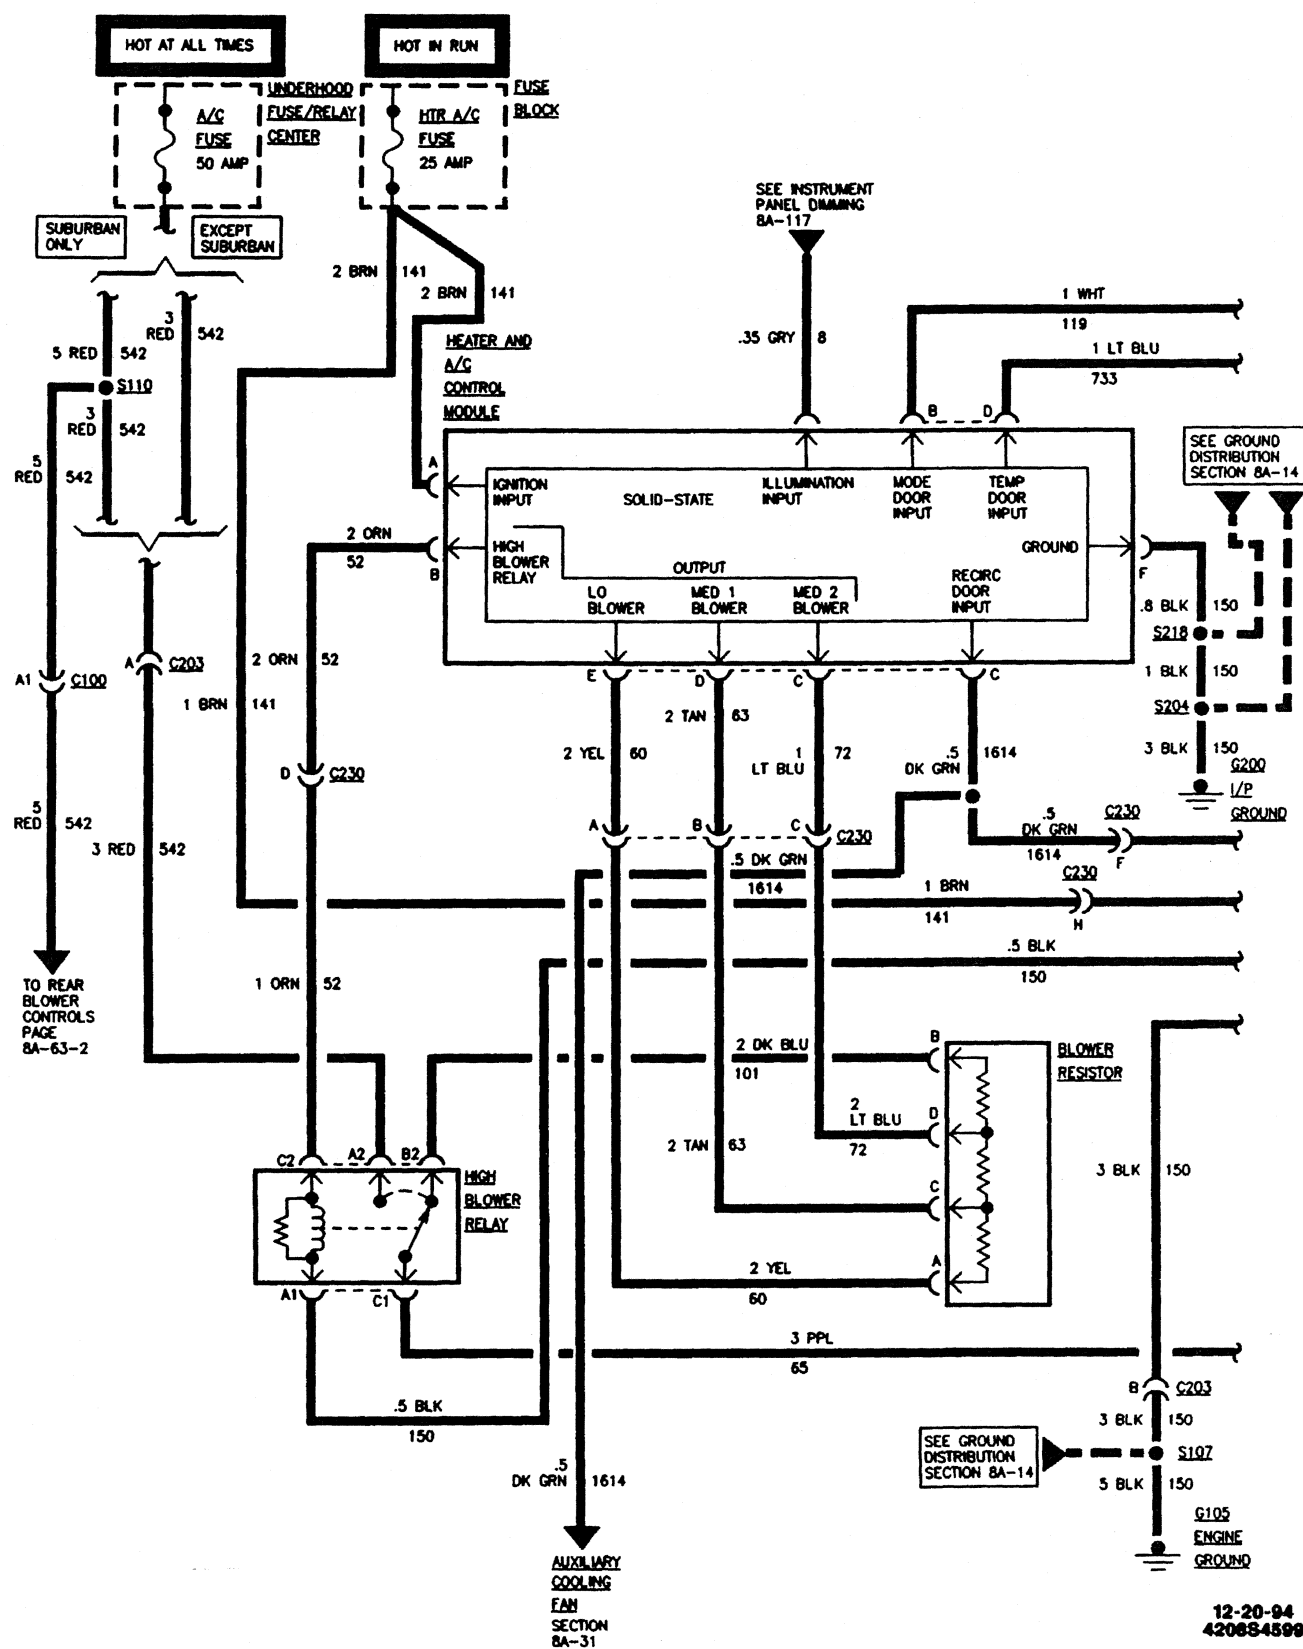 HOT AT ALL TIMES
HOT IN RUN
UNDERHOOD
FUSE/RELAY
CENTER
A/C
FUSE
50 AMP
FUSE
BLOCK
HTR A/C
FUSE
25 AMP
SUBURBAN
ONLY
EXCEPT
SUBURBAN
SEE INSTRUMENT
PANEL DIMMING
8A-117
2 BRN 141
2 BRN 141
3
RED 542
5 RED 542
S110
3
RED 542
5
RED 542
.35 GRY 8
1 WHT
119
1 LT BLU
733
HEATER AND
A/C
CONTROL
MODULE
B D
SEE GROUND
DISTRIBUTION
SECTION 8A-14
A
IGNITION
INPUT
SOLID-STATE
ILLUMINATION
INPUT
MODE
DOOR
INPUT
TEMP
DOOR
INPUT
2 ORN
52
B
HIGH
BLOWER
RELAY
OUTPUT
GROUND
F
LO
BLOWER
MED 1
BLOWER
MED 2
BLOWER
RECIRC
DOOR
INPUT
.8 BLK 150
S218
1 BLK 150
S204
3 BLK 150
G200
I/P
GROUND
A C203
A1 C100
2 ORN 52
1 BRN 141
E D C C
2 TAN 63
2 YEL 60
1
LT BLU 72
.5
DK GRN 1614
D C230
A B C C230
5
RED 542
3 RED 542
.5
DK GRN
1614
C230
F
.5 DK GRN
1614
C230
1 BRN
141
H
.5 BLK
150
TO REAR
BLOWER
CONTROLS
PAGE
8A-63-2
1 ORN 52
2 DK BLU
101
B
BLOWER
RESISTOR
2
LT BLU
72
D
2 TAN 63
C
3 BLK 150
C2 A2 B2
HIGH
BLOWER
RELAY
A1 C1
2 YEL
60
A
3 PPL
65
.5 BLK
150
B C203
3 BLK 150
SEE GROUND
DISTRIBUTION
SECTION 8A-14
S107
5 BLK 150
G105
ENGINE
GROUND
.5
DK GRN 1614
AUXILIARY
COOLING
FAN
SECTION
8A-31
12-20-94
4208S4599